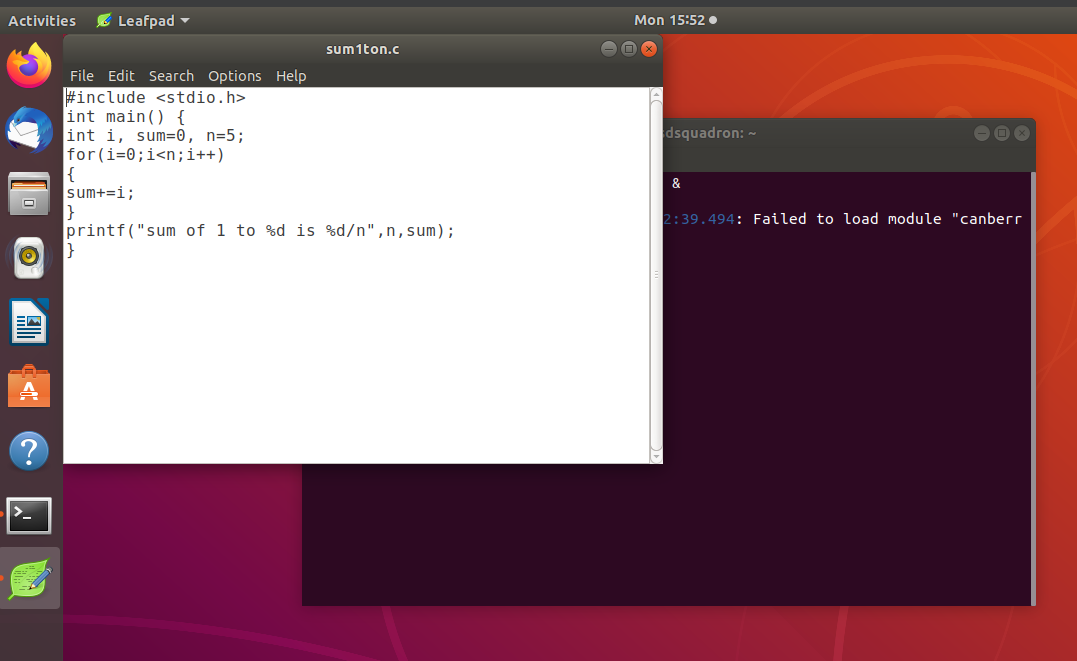 Activities Leafpad Mon 15:52
sum1ton.c
File Edit Search Options Help
#include <stdio.h>
int main() {
int i, sum=0, n=5;
for(i=0;i<n;i++)
{
sum+=i;
}
printf("sum of 1 to %d is %d/n",n,sum);
}
dsquadron: ~
&
2:39.494: Failed to load module "canberr